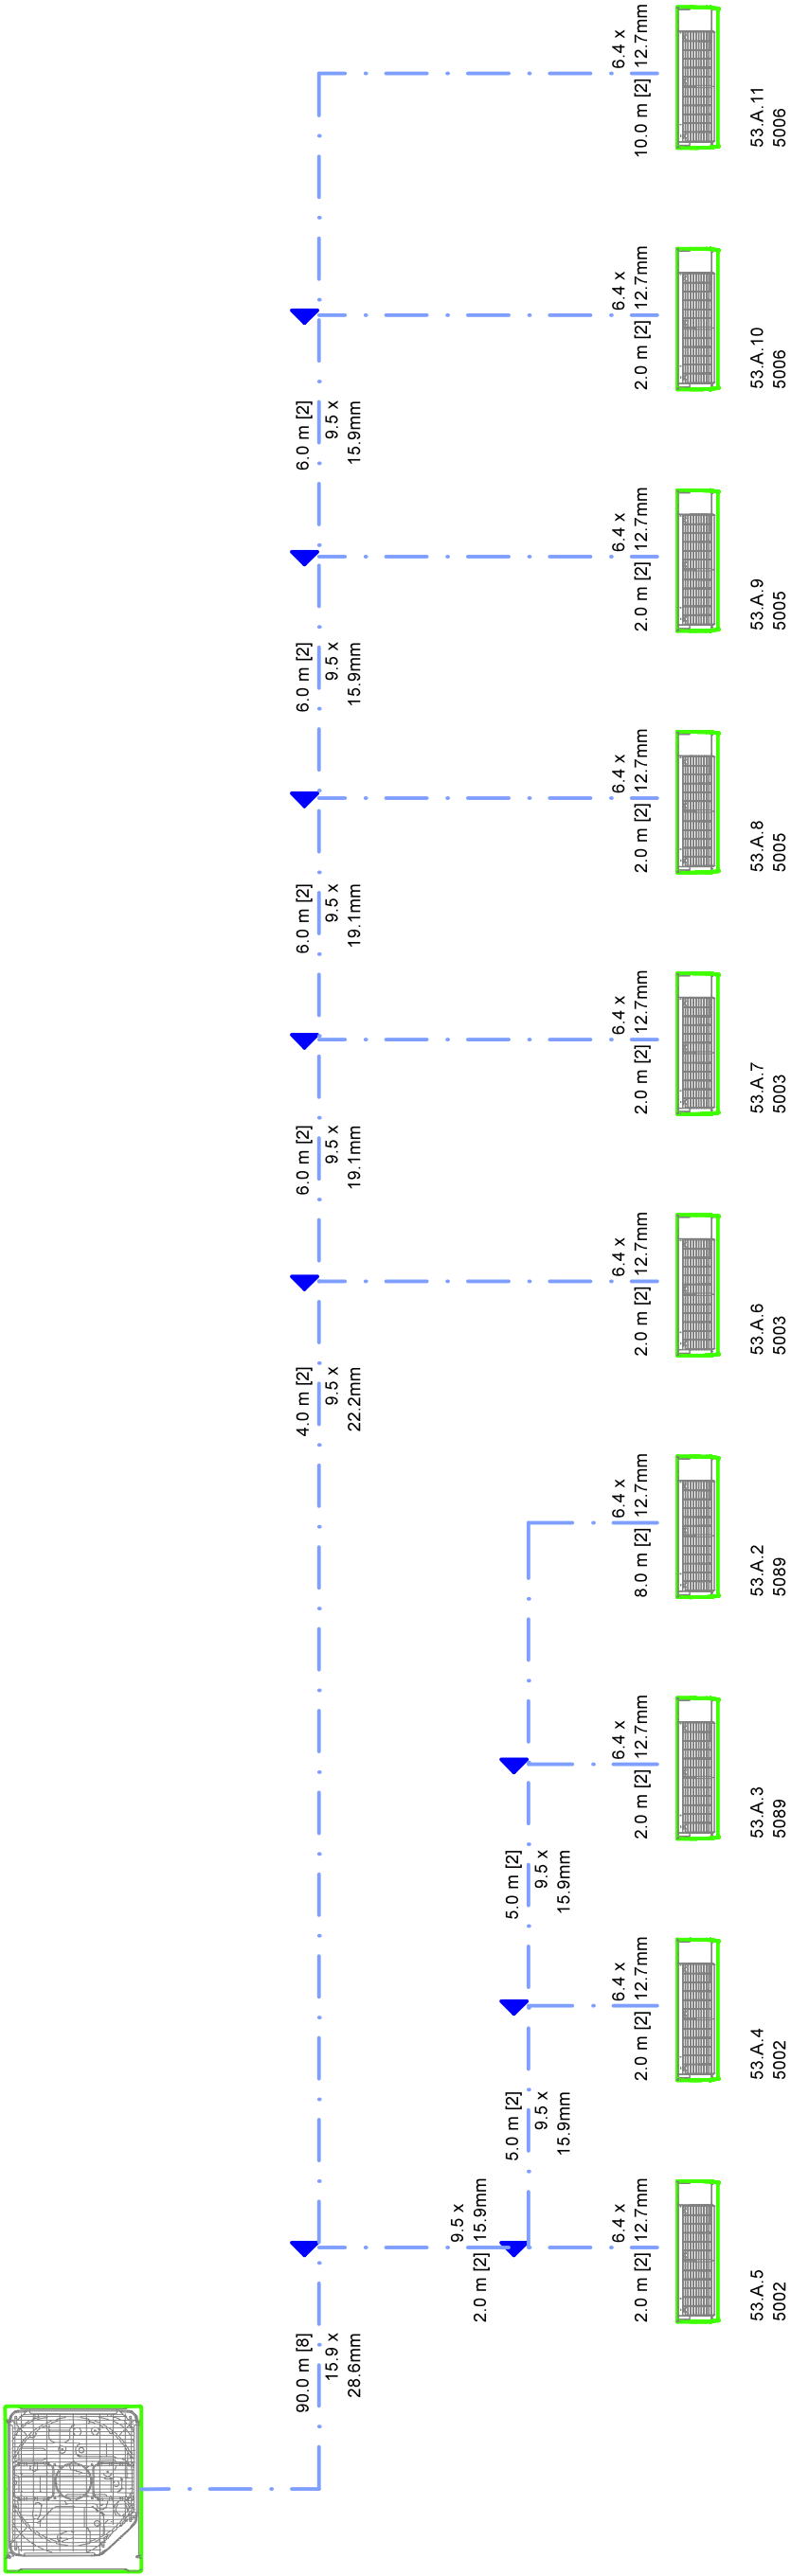 90.0 m [8]
15.9 x
28.6mm
4.0 m [2]
9.5 x
22.2mm
6.0 m [2]
9.5 x
19.1mm
6.0 m [2]
9.5 x
19.1mm
6.0 m [2]
9.5 x
15.9mm
6.0 m [2]
9.5 x
15.9mm
2.0 m [2]
9.5 x
15.9mm
5.0 m [2]
9.5 x
15.9mm
5.0 m [2]
9.5 x
15.9mm
2.0 m [2]
6.4 x
12.7mm
53.A.5
5002
2.0 m [2]
6.4 x
12.7mm
53.A.4
5002
2.0 m [2]
6.4 x
12.7mm
53.A.3
5089
8.0 m [2]
6.4 x
12.7mm
53.A.2
5089
2.0 m [2]
6.4 x
12.7mm
53.A.6
5003
2.0 m [2]
6.4 x
12.7mm
53.A.7
5003
2.0 m [2]
6.4 x
12.7mm
53.A.8
5005
2.0 m [2]
6.4 x
12.7mm
53.A.9
5005
2.0 m [2]
6.4 x
12.7mm
53.A.10
5006
10.0 m [2]
6.4 x
12.7mm
53.A.11
5006